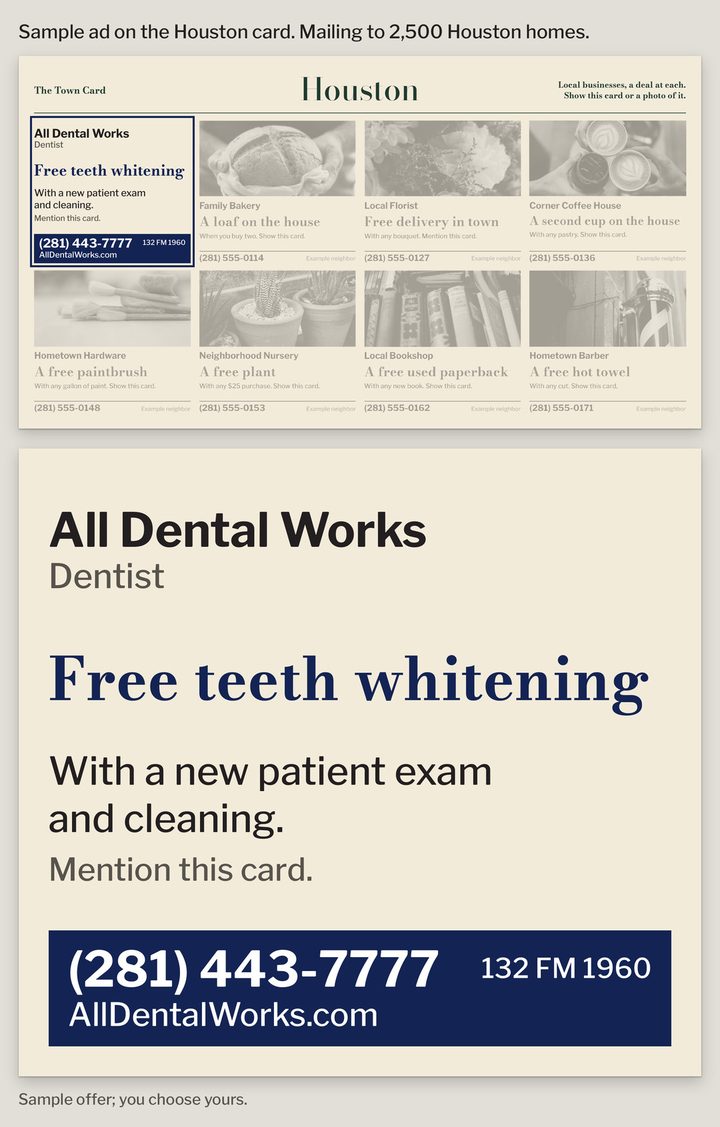 Sample ad on the Houston card. Mailing to 2,500 Houston homes.
The Town Card
Houston
Local businesses, a deal at each.
Show this card or a photo of it.
All Dental Works
Dentist
Free teeth whitening
With a new patient exam
and cleaning.
Mention this card.
(281) 443-7777 132 FM 1960
AllDentalWorks.com
Family Bakery
A loaf on the house
When you buy two. Show this card.
(281) 555-0114 Example neighbor
Local Florist
Free delivery in town
With any bouquet. Mention this card.
(281) 555-0127 Example neighbor
Corner Coffee House
A second cup on the house
With any pastry. Show this card.
(281) 555-0136 Example neighbor
Hometown Hardware
A free paintbrush
With any gallon of paint. Show this card.
(281) 555-0148 Example neighbor
Neighborhood Nursery
A free plant
With any $25 purchase. Show this card.
(281) 555-0153 Example neighbor
Local Bookshop
A free used paperback
With any new book. Show this card.
(281) 555-0162 Example neighbor
Hometown Barber
A free hot towel
With any cut. Show this card.
(281) 555-0171 Example neighbor
All Dental Works
Dentist
Free teeth whitening
With a new patient exam
and cleaning.
Mention this card.
(281) 443-7777 132 FM 1960
AllDentalWorks.com
Sample offer; you choose yours.